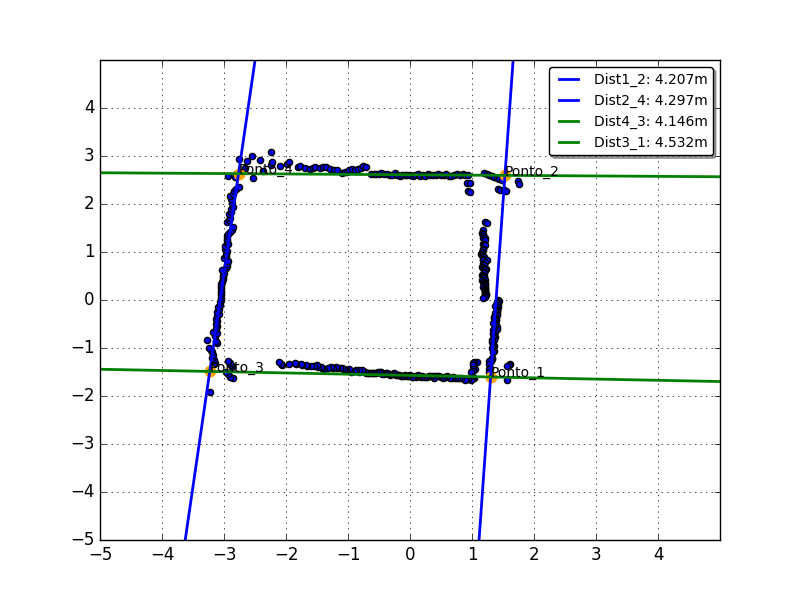 Dist1_2: 4.207m
Dist2_4: 4.297m
Dist4_3: 4.146m
Dist3_1: 4.532m
4
3
Ponto_4
Ponto_2
2
1
0
−1
Ponto_3
Ponto_1
−2
−3
−4
−5
−5 −4 −3 −2 −1 0 1 2 3 4